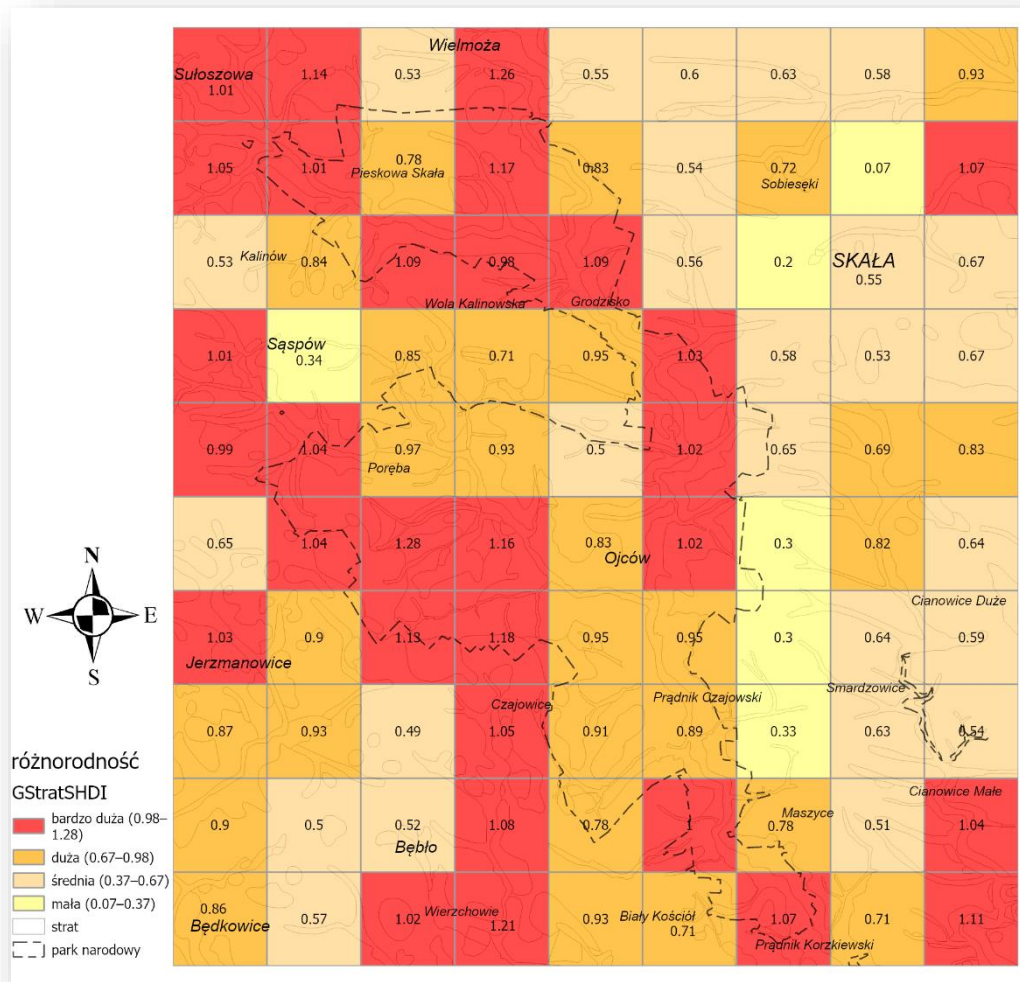 Wielmoża
Sułoszowa
1.01 1.14 0.53 1.26 0.55 0.6 0.63 0.58 0.93
1.05 1.01 0.78 1.17 0.83 0.54 0.72 0.07 1.07
Pieskowa Skała
Sobiesęki
Kalinów
SKAŁA
0.53 0.84 1.09 0.98 1.09 0.56 0.2 0.55 0.67
Wola Kalinowska
Grodzisko
Sąspów
1.01 0.34 0.85 0.71 0.95 1.03 0.58 0.53 0.67
0.99 1.04 0.97 0.93 0.5 1.02 0.65 0.69 0.83
Poręba
0.65 1.04 1.28 1.16 0.83 1.02 0.3 0.82 0.64
Ojców
Cianowice Duże
1.03 0.9 1.13 1.18 0.95 0.95 0.3 0.64 0.59
Jerzmanowice
Smardzowice
Prądnik Czajowski
Czajowice
0.87 0.93 0.49 1.05 0.91 0.89 0.33 0.63 0.54
Cianowice Małe
Maszyce
0.9 0.5 0.52 1.08 0.78 1 0.78 0.51 1.04
Bębło
0.86 0.57 1.02 1.21 0.93 0.71 1.07 0.71 1.11
Wierzchowie
Biały Kościół
Będkowice
Prądnik Korzkiewski
N
W E
S
różnorodność
GStratSHDI
bardzo duża (0.98–
1.28)
duża (0.67–0.98)
średnia (0.37–0.67)
mała (0.07–0.37)
strat
park narodowy